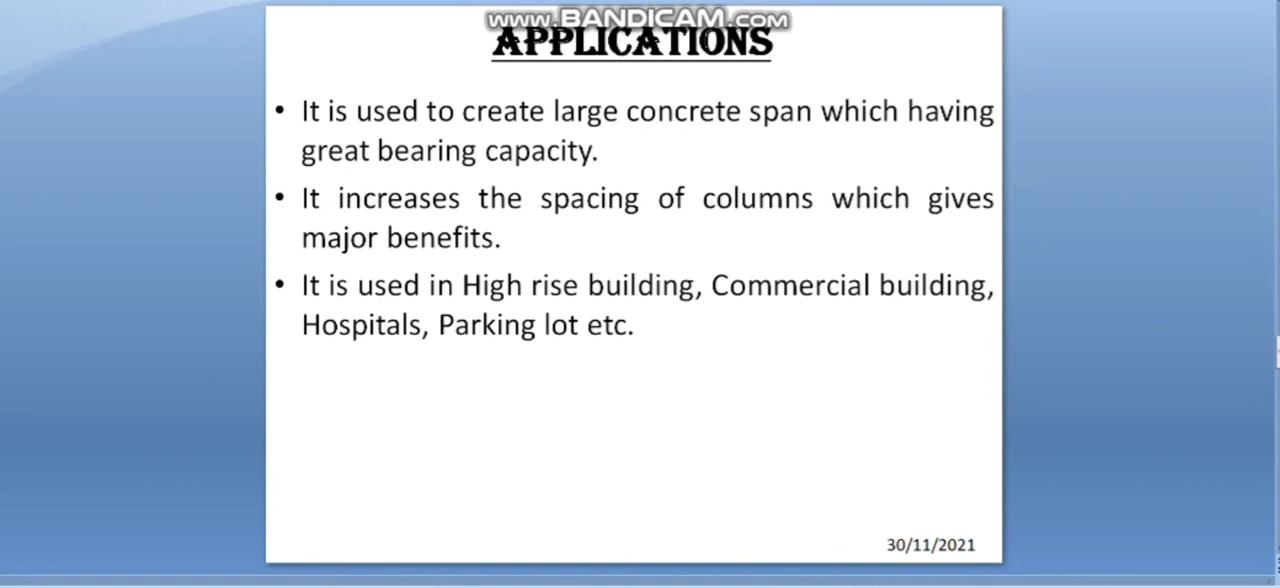 www.BANDICAM.com
APPLICATIONS
• It is used to create large concrete span which having
great bearing capacity.
• It increases the spacing of columns which gives
major benefits.
• It is used in High rise building, Commercial building,
Hospitals, Parking lot etc.
30/11/2021